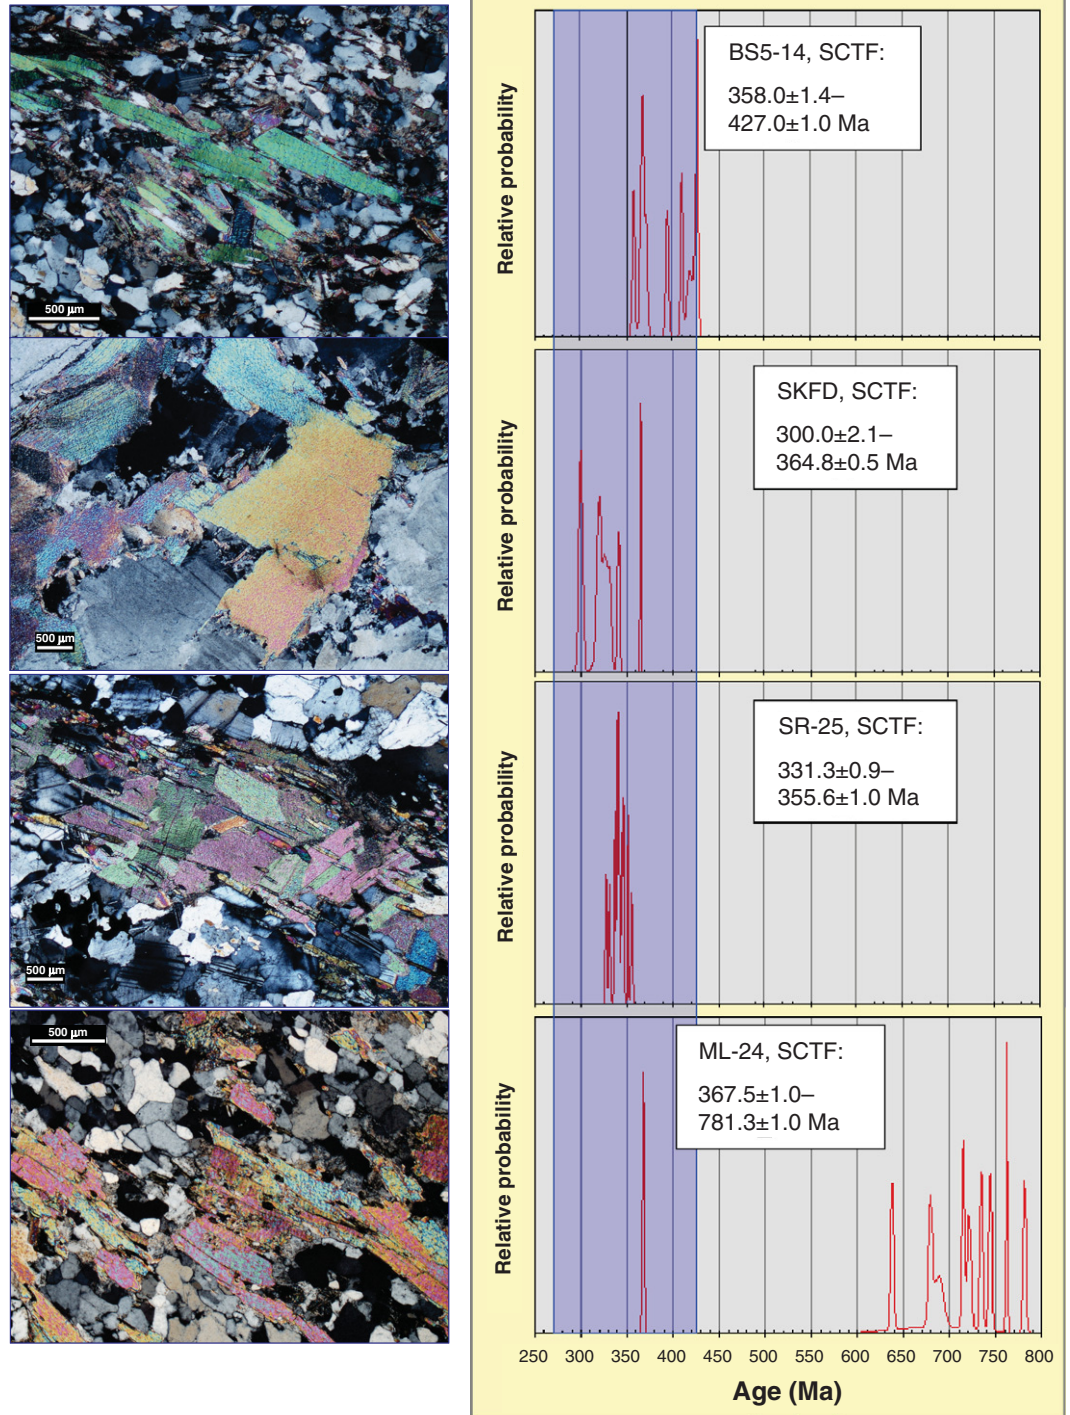 500 µm
500 µm
500 µm
500 µm
Relative probability
BS5-14, SCTF:
358.0±1.4–
427.0±1.0 Ma
Relative probability
SKFD, SCTF:
300.0±2.1–
364.8±0.5 Ma
Relative probability
SR-25, SCTF:
331.3±0.9–
355.6±1.0 Ma
Relative probability
ML-24, SCTF:
367.5±1.0–
781.3±1.0 Ma
250 300 350 400 450 500 550 600 650 700 750 800
Age (Ma)